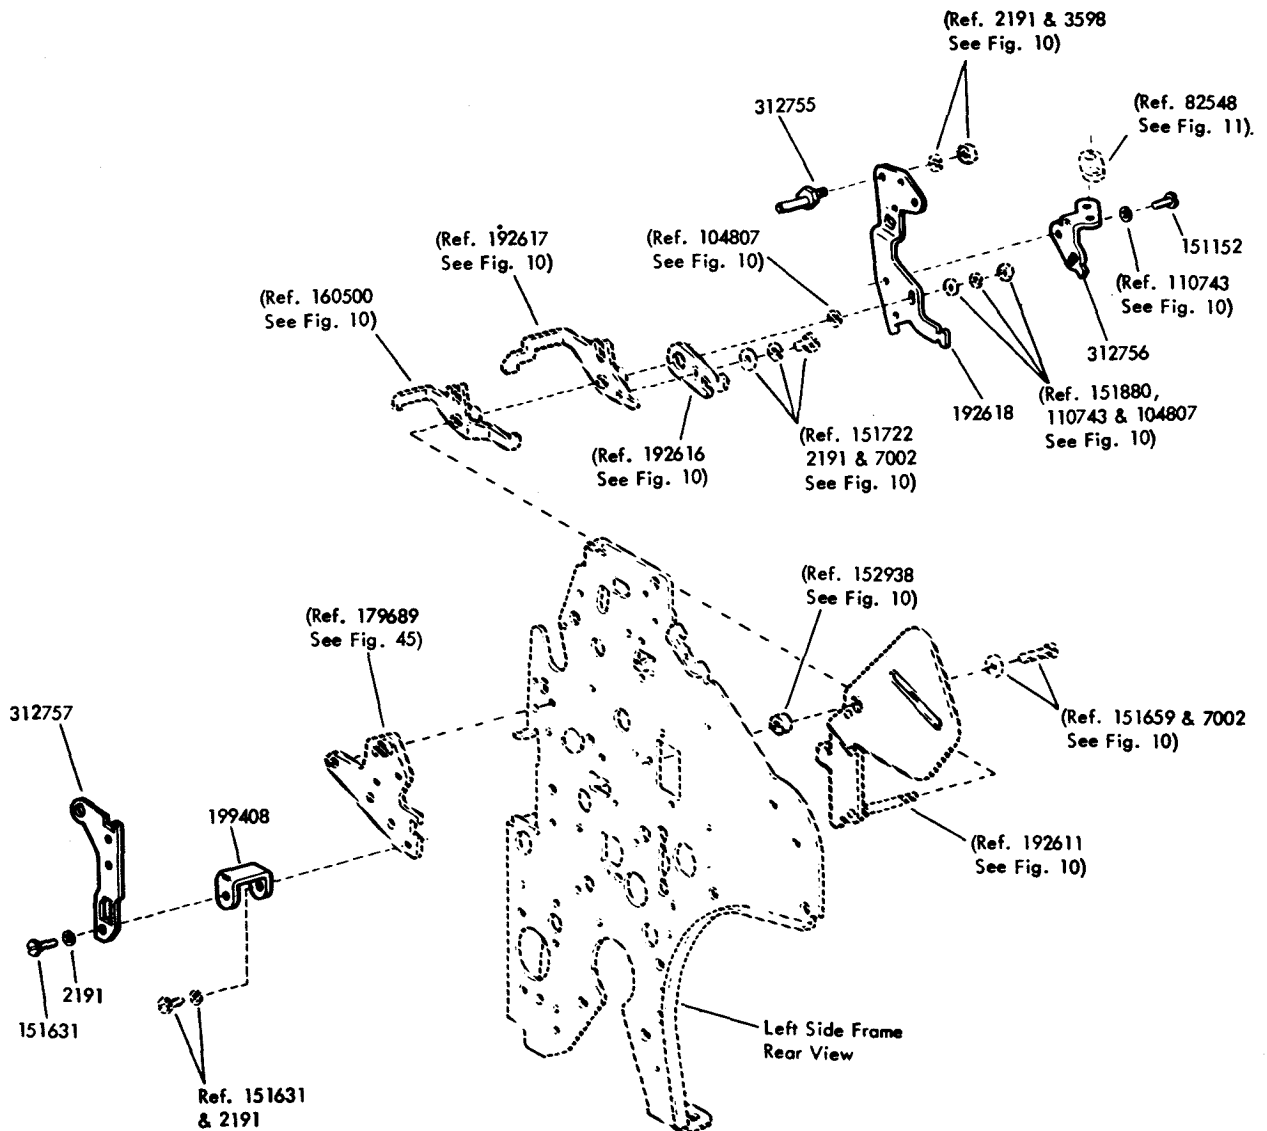 (Ref. 2191 & 3598
See Fig. 10)
312755
(Ref. 82548
See Fig. 11).
(Ref. 192617
See Fig. 10)
(Ref. 104807
See Fig. 10)
151152
(Ref. 110743
See Fig. 10)
(Ref. 160500
See Fig. 10)
312756
192618
(Ref. 151880,
110743 & 104807
See Fig. 10)
(Ref. 192616
See Fig. 10)
(Ref. 151722
2191 & 7002
See Fig. 10)
(Ref. 152938
See Fig. 10)
(Ref. 179689
See Fig. 45)
312757
(Ref. 151659 & 7002
See Fig. 10)
199408
(Ref. 192611
See Fig. 10)
2191
151631
Left Side Frame
Rear View
Ref. 151631
& 2191